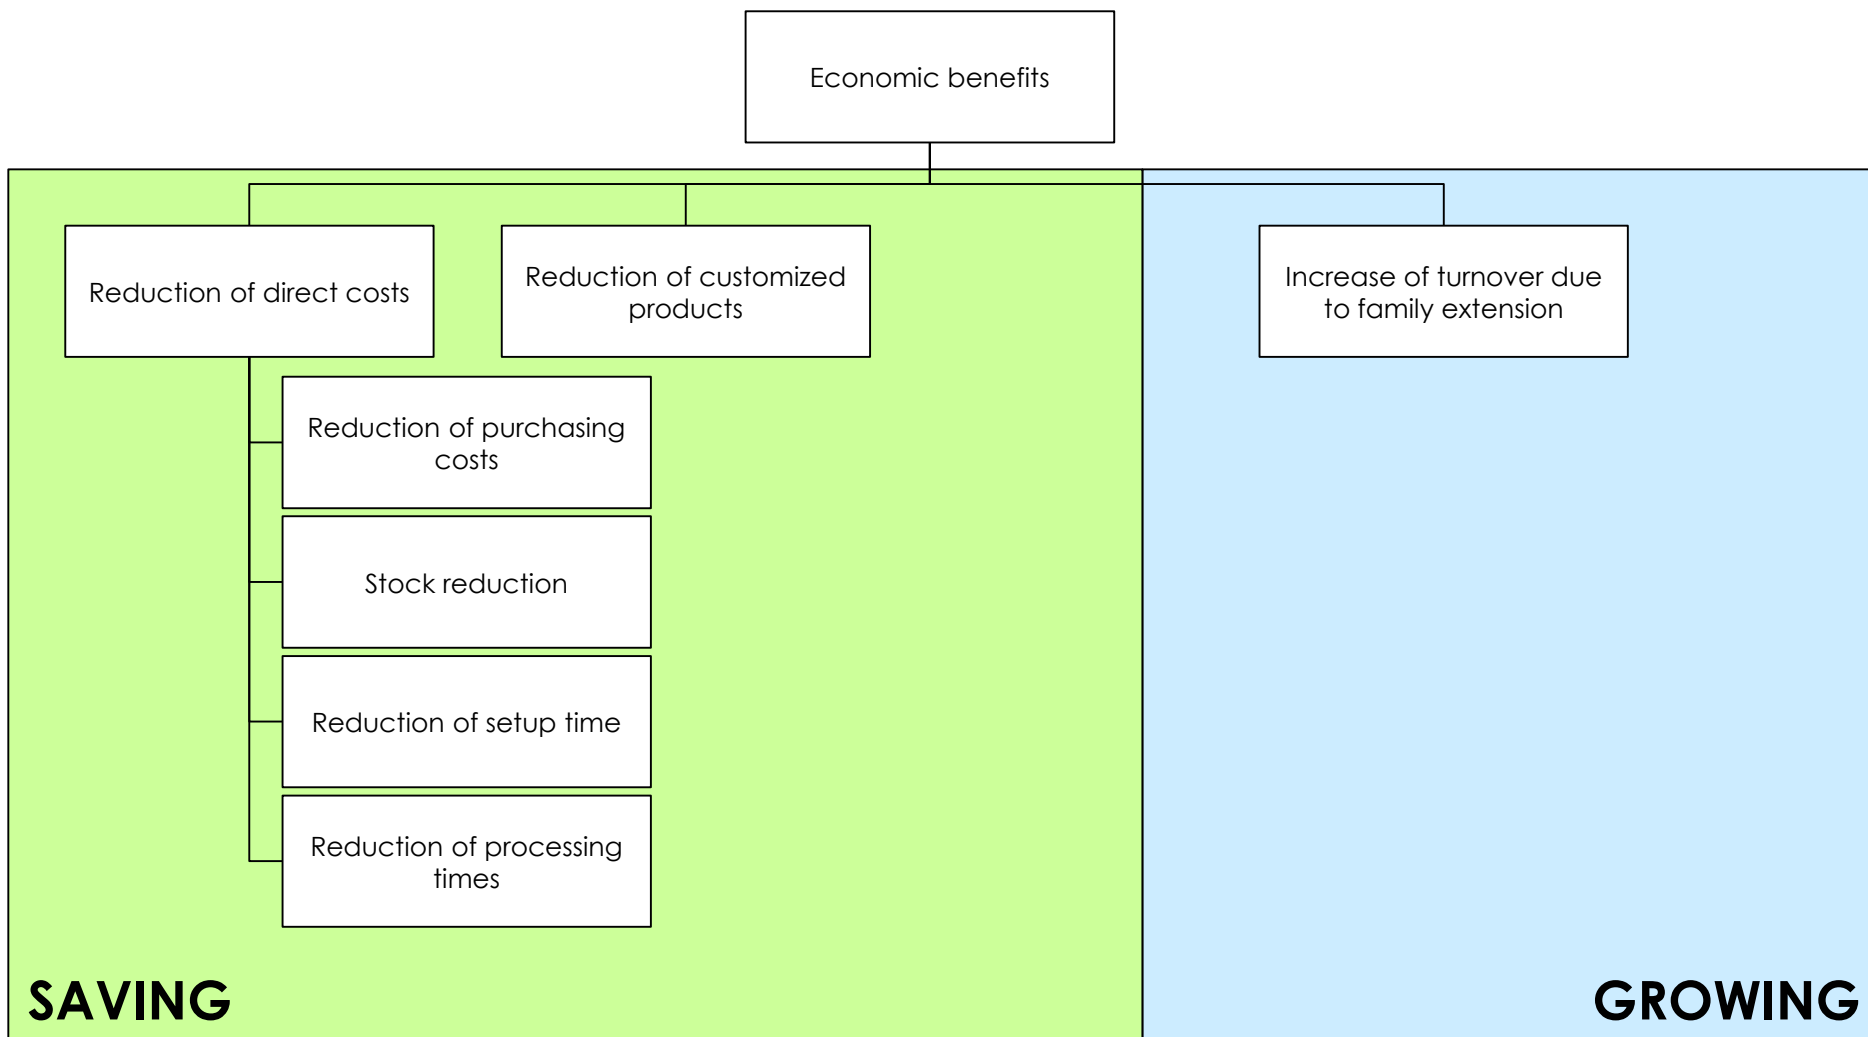 Economic benefits
Reduction of direct costs
Reduction of customized
products
Increase of turnover due
to family extension
Reduction of purchasing
costs
Stock reduction
Reduction of setup time
Reduction of processing
times
SAVING
GROWING